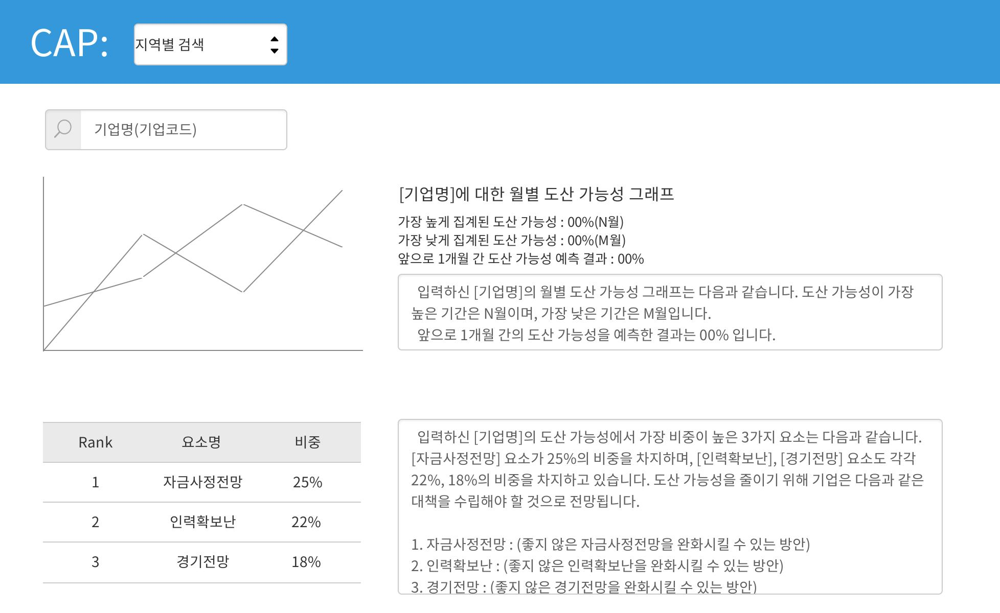 CAP:
지역별 검색
기업명(기업코드)
[기업명]에 대한 월별 도산 가능성 그래프
가장 높게 집계된 도산 가능성 : 00%(N월)
가장 낮게 집계된 도산 가능성 : 00%(M월)
앞으로 1개월 간 도산 가능성 예측 결과 : 00%
입력하신 [기업명]의 월별 도산 가능성 그래프는 다음과 같습니다. 도산 가능성이 가장
높은 기간은 N월이며, 가장 낮은 기간은 M월입니다.
앞으로 1개월 간의 도산 가능성을 예측한 결과는 00% 입니다.
Rank 요소명 비중
1 자금사정전망 25%
2 인력확보난 22%
3 경기전망 18%
입력하신 [기업명]의 도산 가능성에서 가장 비중이 높은 3가지 요소는 다음과 같습니다.
[자금사정전망] 요소가 25%의 비중을 차지하며, [인력확보난], [경기전망] 요소도 각각
22%, 18%의 비중을 차지하고 있습니다. 도산 가능성을 줄이기 위해 기업은 다음과 같은
대책을 수립해야 할 것으로 전망됩니다.
1. 자금사정전망 : (좋지 않은 자금사정전망을 완화시킬 수 있는 방안)
2. 인력확보난 : (좋지 않은 인력확보난을 완화시킬 수 있는 방안)
3. 경기전망 : (좋지 않은 경기전망을 완화시킬 수 있는 방안)